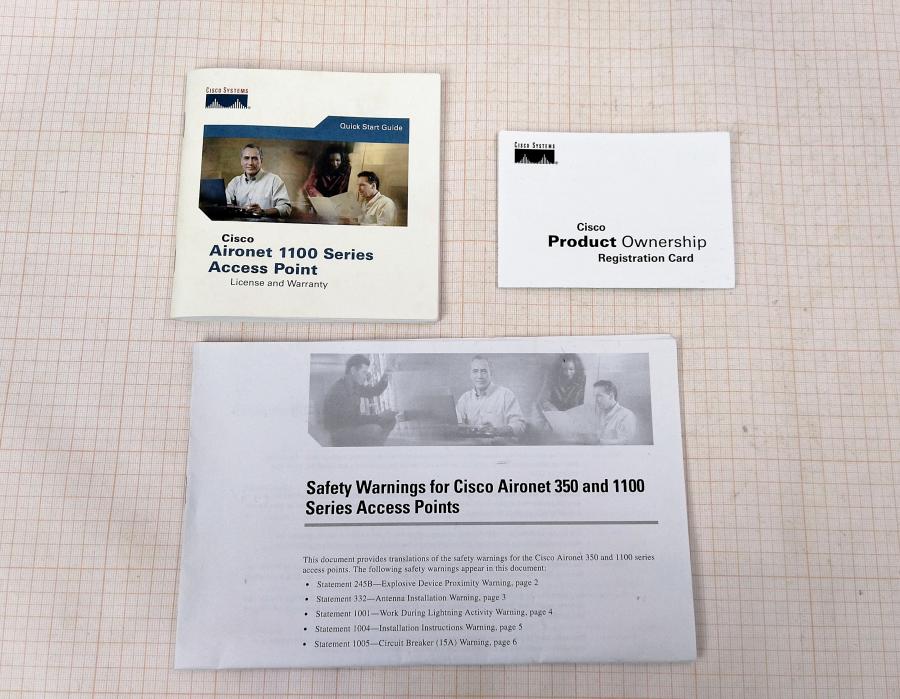 CISCO SYSTEMS
Quick Start Guide
Cisco
Aironet 1100 Series
Access Point
License and Warranty
CISCO SYSTEMS
Cisco
Product Ownership
Registration Card
Safety Warnings for Cisco Aironet 350 and 1100
Series Access Points
This document provides translations of the safety warnings for the Cisco Aironet 350 and 1100 series
access points. The following safety warnings appear in this document:
• Statement 245B—Explosive Device Proximity Warning, page 2
• Statement 332—Antenna Installation Warning, page 3
• Statement 1001—Work During Lightning Activity Warning, page 4
• Statement 1004—Installation Instructions Warning, page 5
• Statement 1005—Circuit Breaker (15A) Warning, page 6